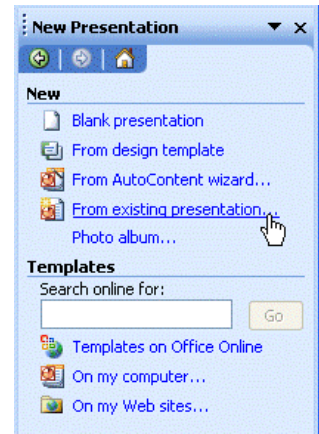 New Presentation
New
Blank presentation
From design template
From AutoContent wizard...
From existing presentation...
Photo album...
Templates
Search online for:
Go
Templates on Office Online
On my computer...
On my Web sites...